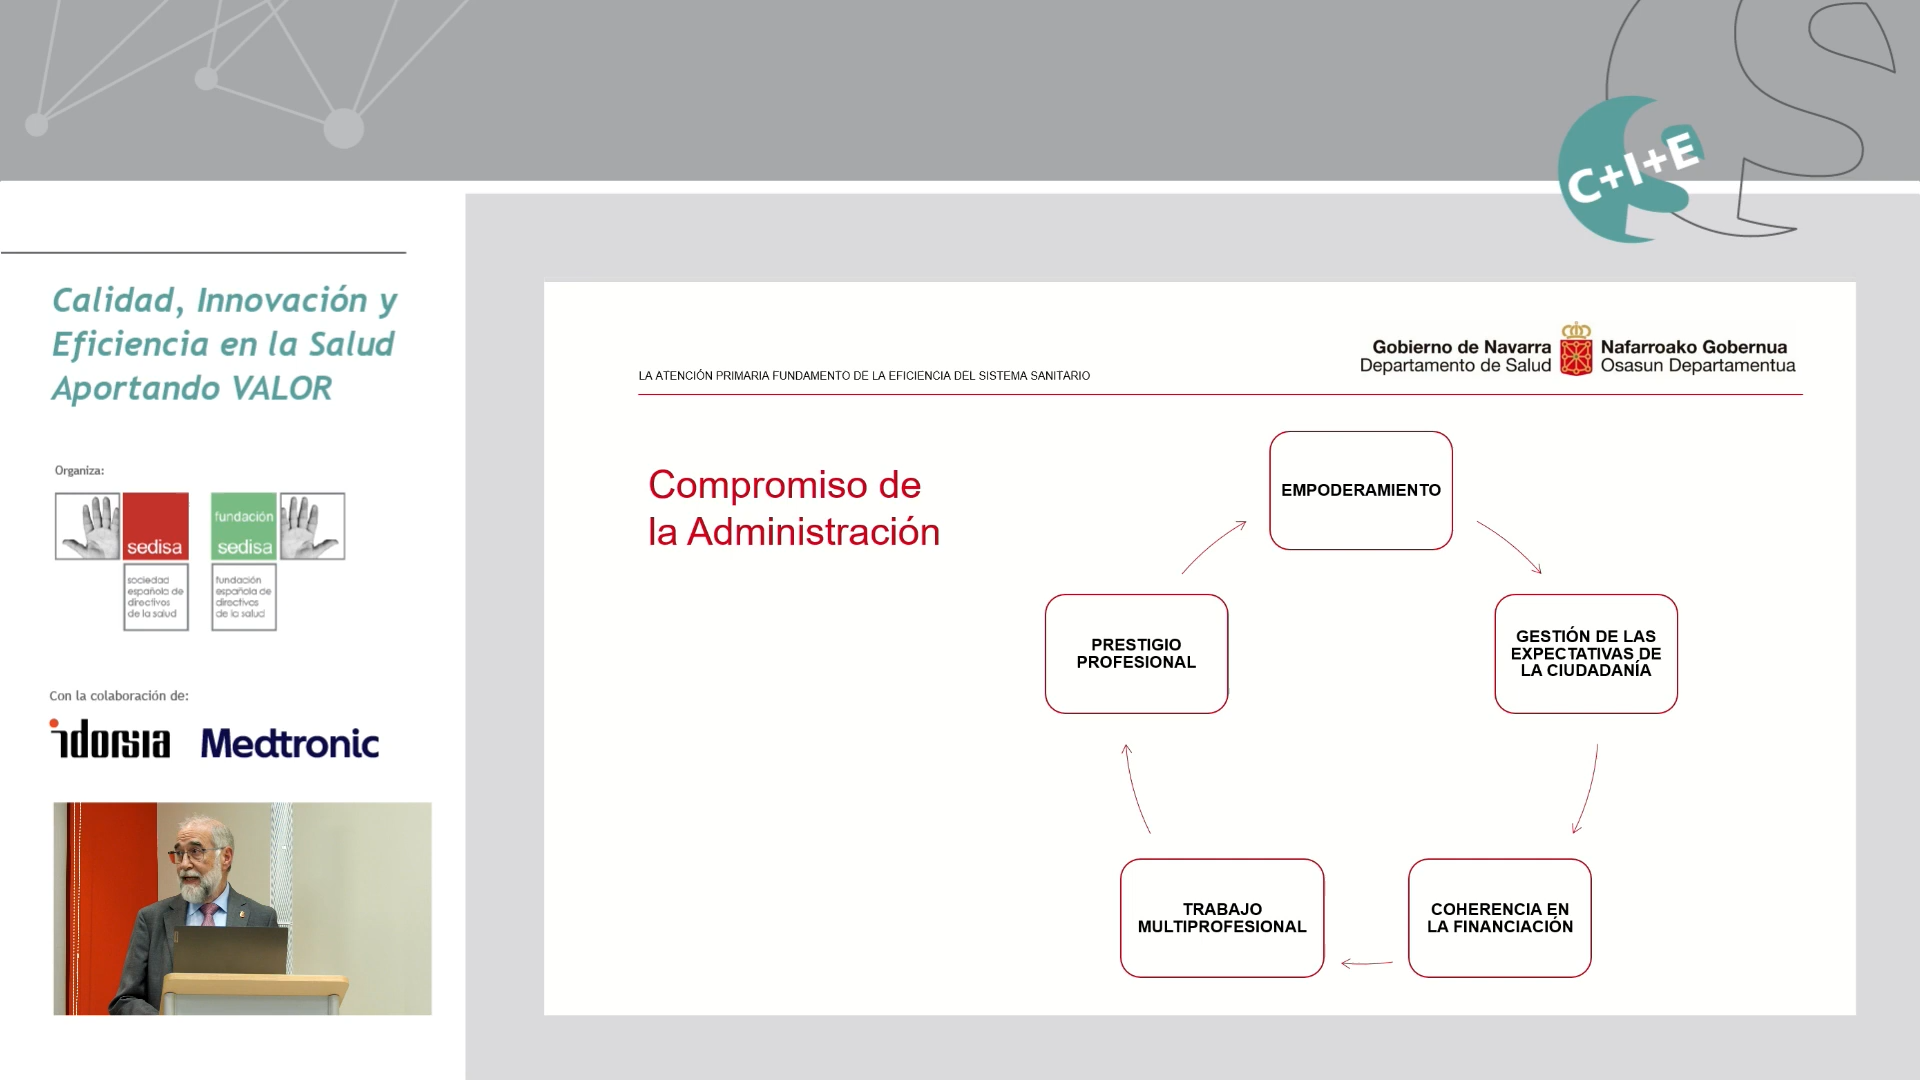 C+I+E
Calidad, Innovación y
Eficiencia en la Salud
Aportando VALOR
Organiza:
sedisa
sociedad
española de
directivos
de la salud
fundación
sedisa
fundación
española de
directivos
de la salud
Con la colaboración de:
idorsia
Medtronic
Gobierno de Navarra
Departamento de Salud
Nafarroako Gobernua
Osasun Departamentua
LA ATENCIÓN PRIMARIA FUNDAMENTO DE LA EFICIENCIA DEL SISTEMA SANITARIO
Compromiso de
la Administración
EMPODERAMIENTO
GESTIÓN DE LAS
EXPECTATIVAS DE
LA CIUDADANÍA
COHERENCIA EN
LA FINANCIACIÓN
TRABAJO
MULTIPROFESIONAL
PRESTIGIO
PROFESIONAL